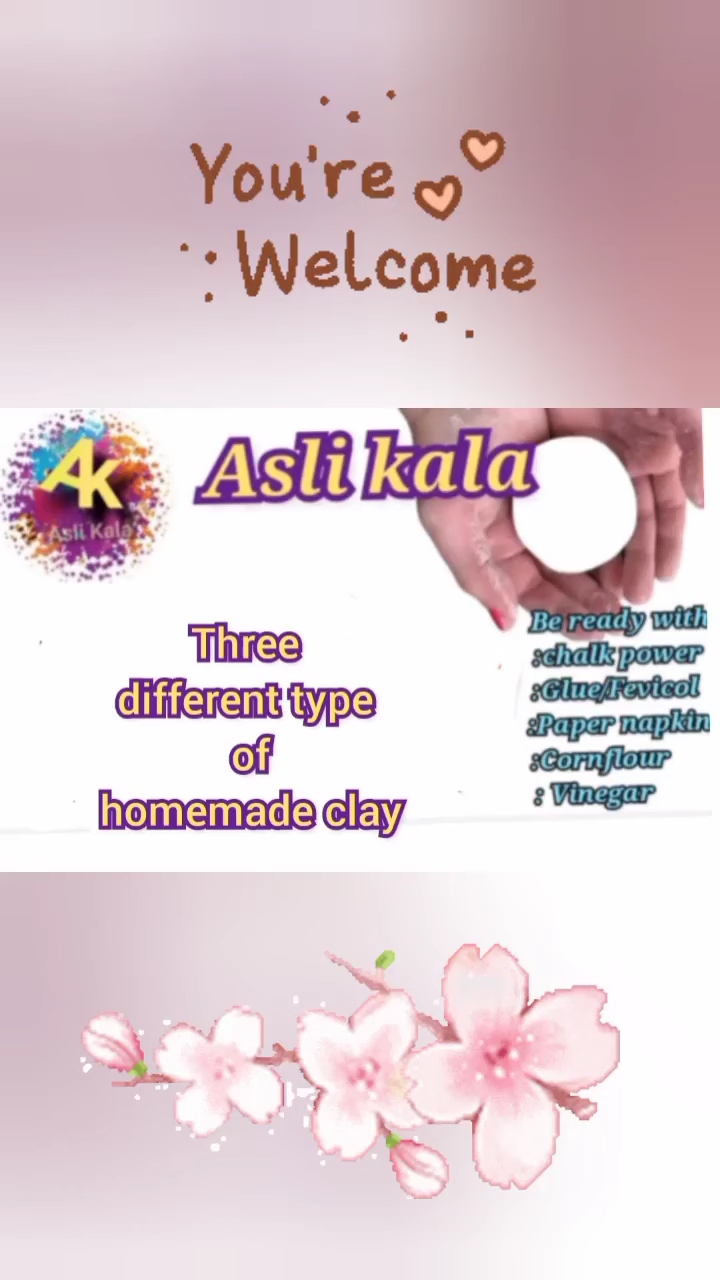 You're
Welcome
Ak
Asli Kala
Asli kala
Three
different type
of
homemade clay
Be ready with
:chalk power
:Glue/Fevicol
:Paper napkin
:Cornflour
: Vinegar